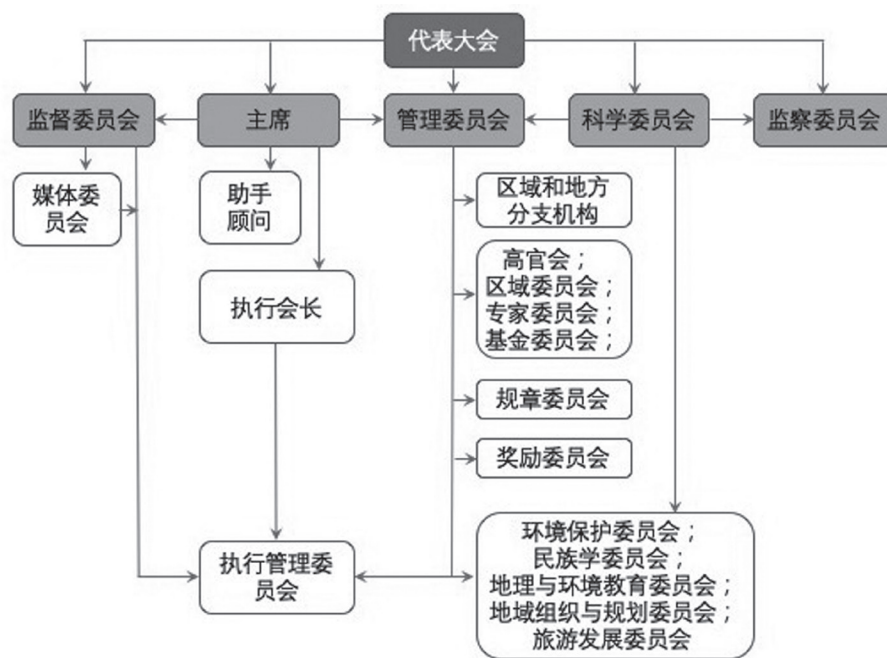 代表大会
监督委员会
主席
管理委员会
科学委员会
监察委员会
媒体委
员会
助手
顾问
区域和地方
分支机构
高官会；
区域委员会；
专家委员会；
基金委员会；
执行会长
规章委员会
奖励委员会
执行管理委
员会
环境保护委员会；
民族学委员会；
地理与环境教育委员会；
地域组织与规划委员会；
旅游发展委员会